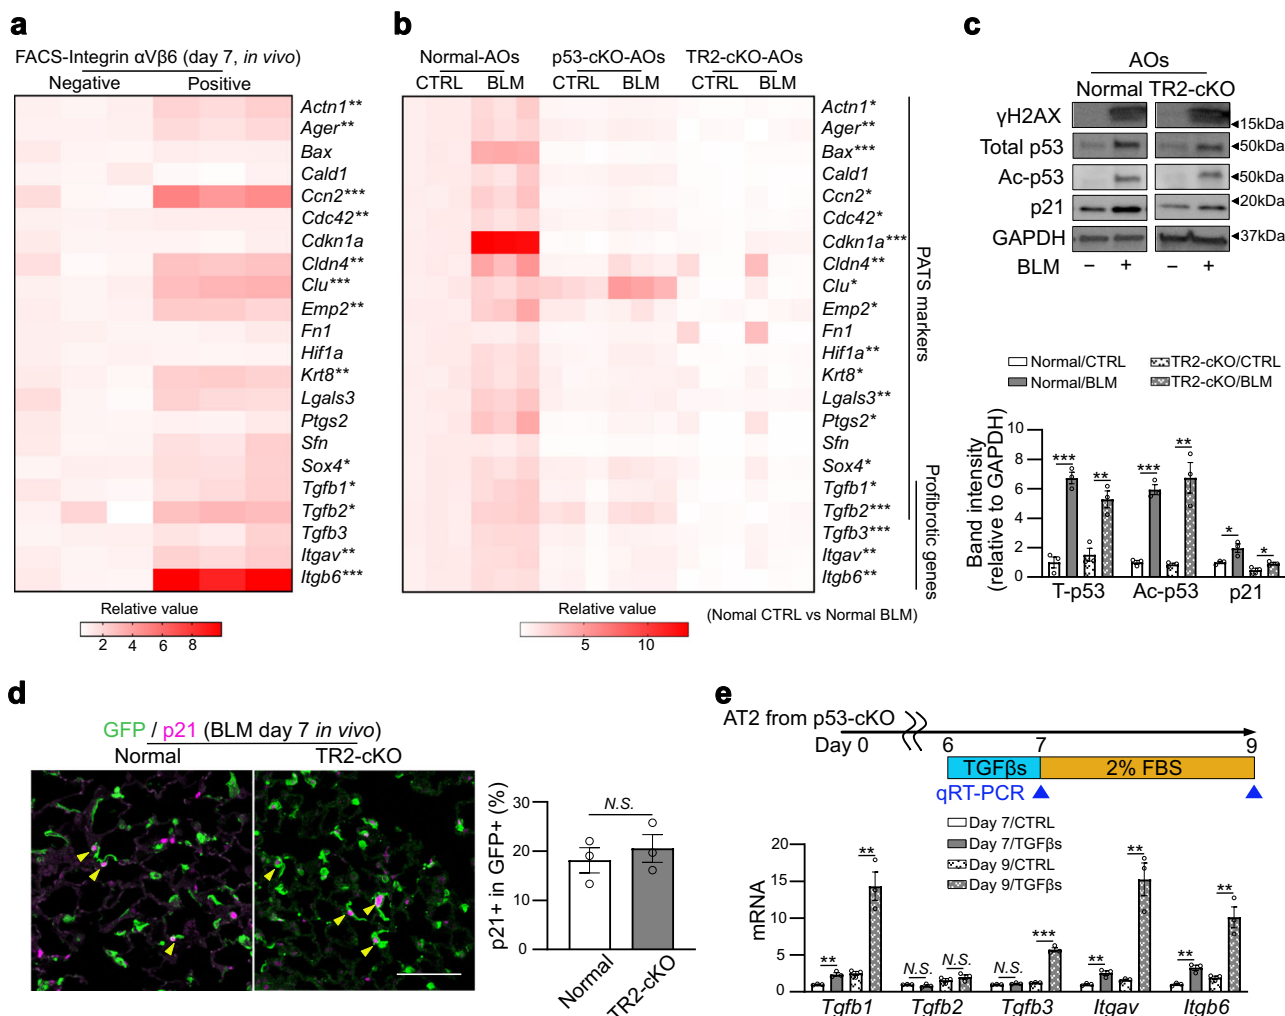 a
FACS-Integrin αVβ6 (day 7, in vivo)
Negative Positive
Actn1**
Ager**
Bax
Cald1
Ccn2***
Cdc42**
Cdkn1a
Cldn4**
Clu***
Emp2**
Fn1
Hif1a
Krt8**
Lgals3
Ptgs2
Sfn
Sox4*
Tgfb1*
Tgfb2*
Tgfb3
Itgav**
Itgb6***
Relative value
2 4 6 8
b
Normal-AOs p53-cKO-AOs TR2-cKO-AOs
CTRL BLM CTRL BLM CTRL BLM
Actn1*
Ager**
Bax***
Cald1
Ccn2*
Cdc42*
Cdkn1a***
Cldn4**
Clu*
Emp2*
Fn1
Hif1a**
Krt8*
Lgals3**
Ptgs2*
Sfn
Sox4*
Tgfb1*
Tgfb2***
Tgfb3***
Itgav**
Itgb6**
PATS markers
Profibrotic genes
Relative value
5 10
(Nomal CTRL vs Normal BLM)
c
AOs
Normal TR2-cKO
γH2AX ◄15kDa
Total p53 ◄50kDa
Ac-p53 ◄50kDa
p21 ◄20kDa
GAPDH ◄37kDa
BLM − + − +
Normal/CTRL TR2-cKO/CTRL
Normal/BLM TR2-cKO/BLM
Band intensity
(relative to GAPDH)
10
8
6
4
2
0
*** ** *** ** * *
T-p53 Ac-p53 p21
d
GFP / p21 (BLM day 7 in vivo)
Normal TR2-cKO
p21+ in GFP+ (%)
30
20
10
0
N.S.
Normal TR2-cKO
e
AT2 from p53-cKO
Day 0 6 7 9
TGFβs 2% FBS
qRT-PCR
Day 7/CTRL
Day 7/TGFβs
Day 9/CTRL
Day 9/TGFβs
mRNA
20
15
10
5
0
** ** N.S. N.S. N.S. *** ** ** ** **
Tgfb1 Tgfb2 Tgfb3 Itgav Itgb6